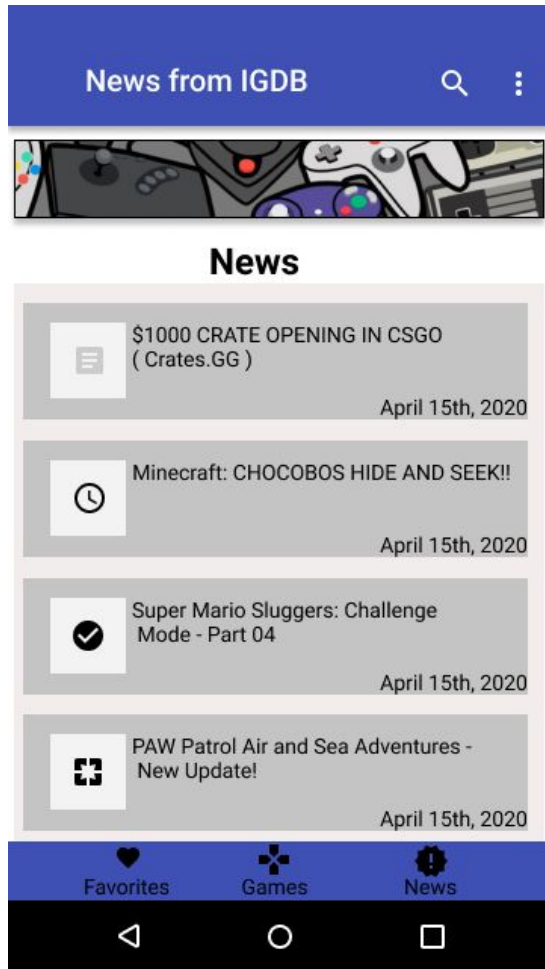 News from IGDB
News
$1000 CRATE OPENING IN CSGO
( Crates.GG )
April 15th, 2020
Minecraft: CHOCOBOS HIDE AND SEEK!!
April 15th, 2020
Super Mario Sluggers: Challenge
Mode - Part 04
April 15th, 2020
PAW Patrol Air and Sea Adventures -
New Update!
April 15th, 2020
Favorites Games News